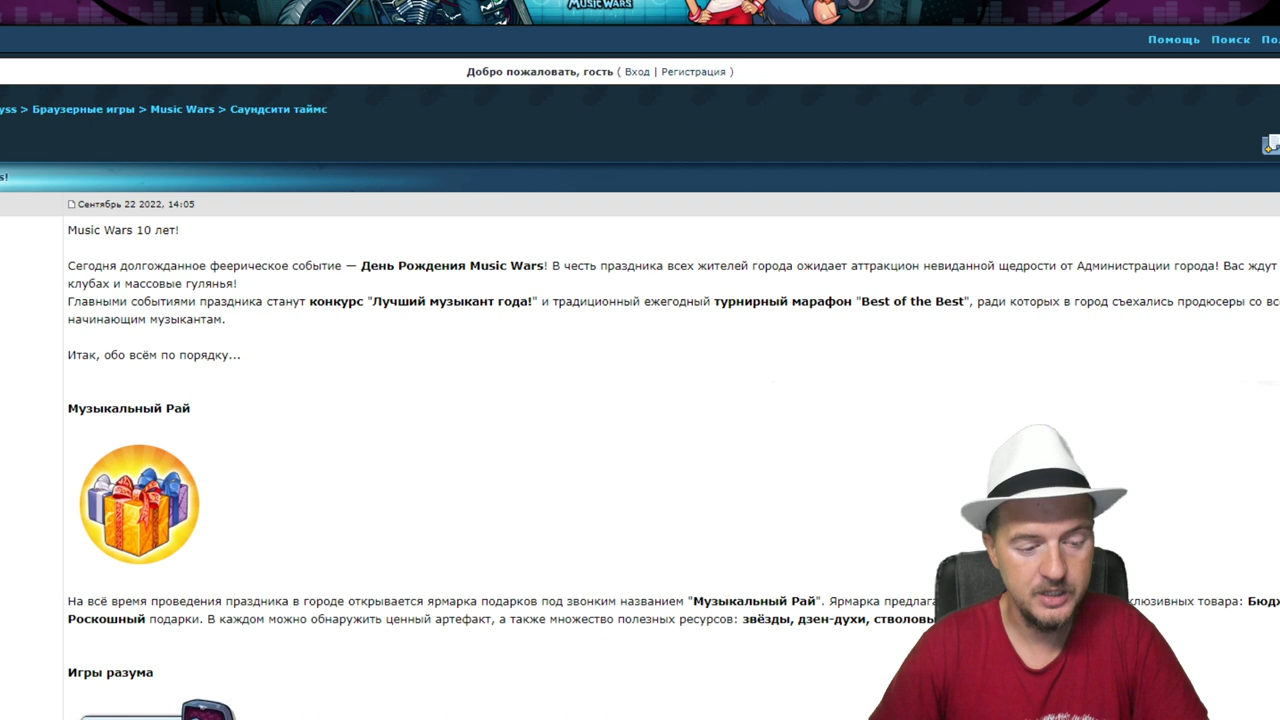 MUSIC WARS
Помощь Поиск
Добро пожаловать, гость ( Вход | Регистрация )
yss > Браузерные игры > Music Wars > Саундсити таймс
s!
Сентябрь 22 2022, 14:05
Music Wars 10 лет!
Сегодня долгожданное феерическое событие — День Рождения Music Wars! В честь праздника всех жителей города ожидает аттракцион невиданной щедрости от Администрации города! Вас ждут
клубах и массовые гулянья!
Главными событиями праздника станут конкурс "Лучший музыкант года!" и традиционный ежегодный турнирный марафон "Best of the Best", ради которых в город съехались продюсеры со
начинающим музыкантам.
Итак, обо всём по порядку...
Музыкальный Рай
На всё время проведения праздника в городе открывается ярмарка подарков под звонким названием "Музыкальный Рай". Ярмарка товара:
Роскошный подарки. В каждом можно обнаружить ценный артефакт, а также множество полезных ресурсов: звёзды, дзен-духи,
Игры разума